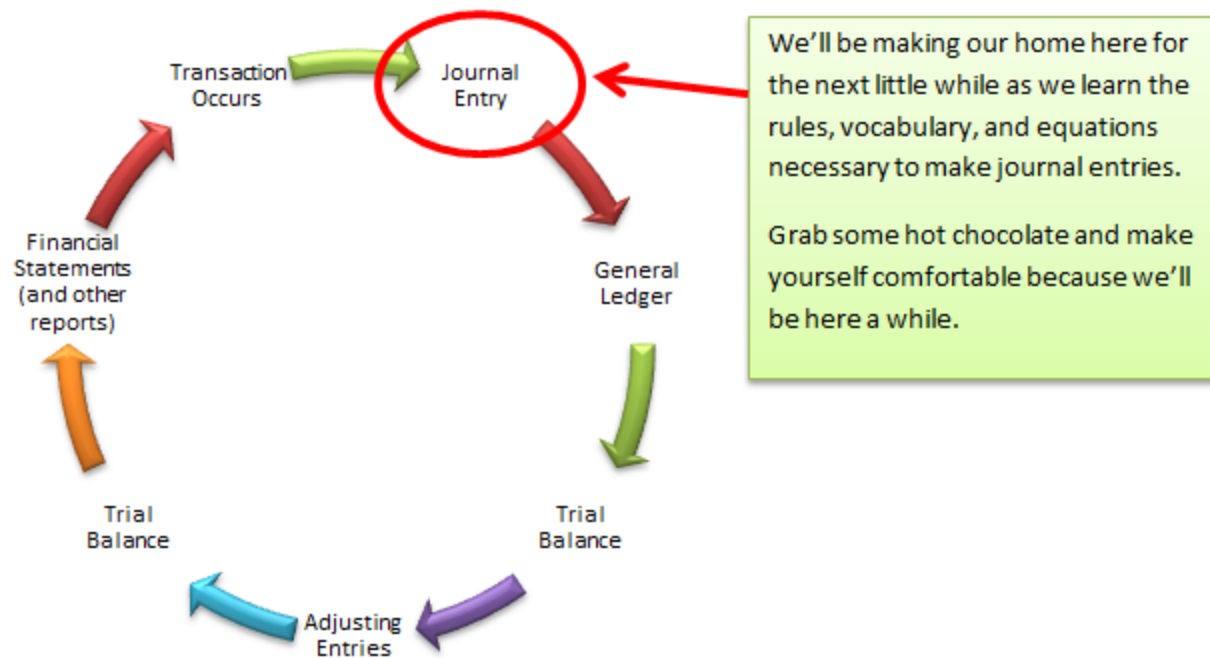 Transaction
Occurs
Journal
Entry
General
Ledger
Trial
Balance
Adjusting
Entries
Trial
Balance
Financial
Statements
(and other
reports)
We’ll be making our home here for
the next little while as we learn the
rules, vocabulary, and equations
necessary to make journal entries.
Grab some hot chocolate and make
yourself comfortable because we’ll
be here a while.